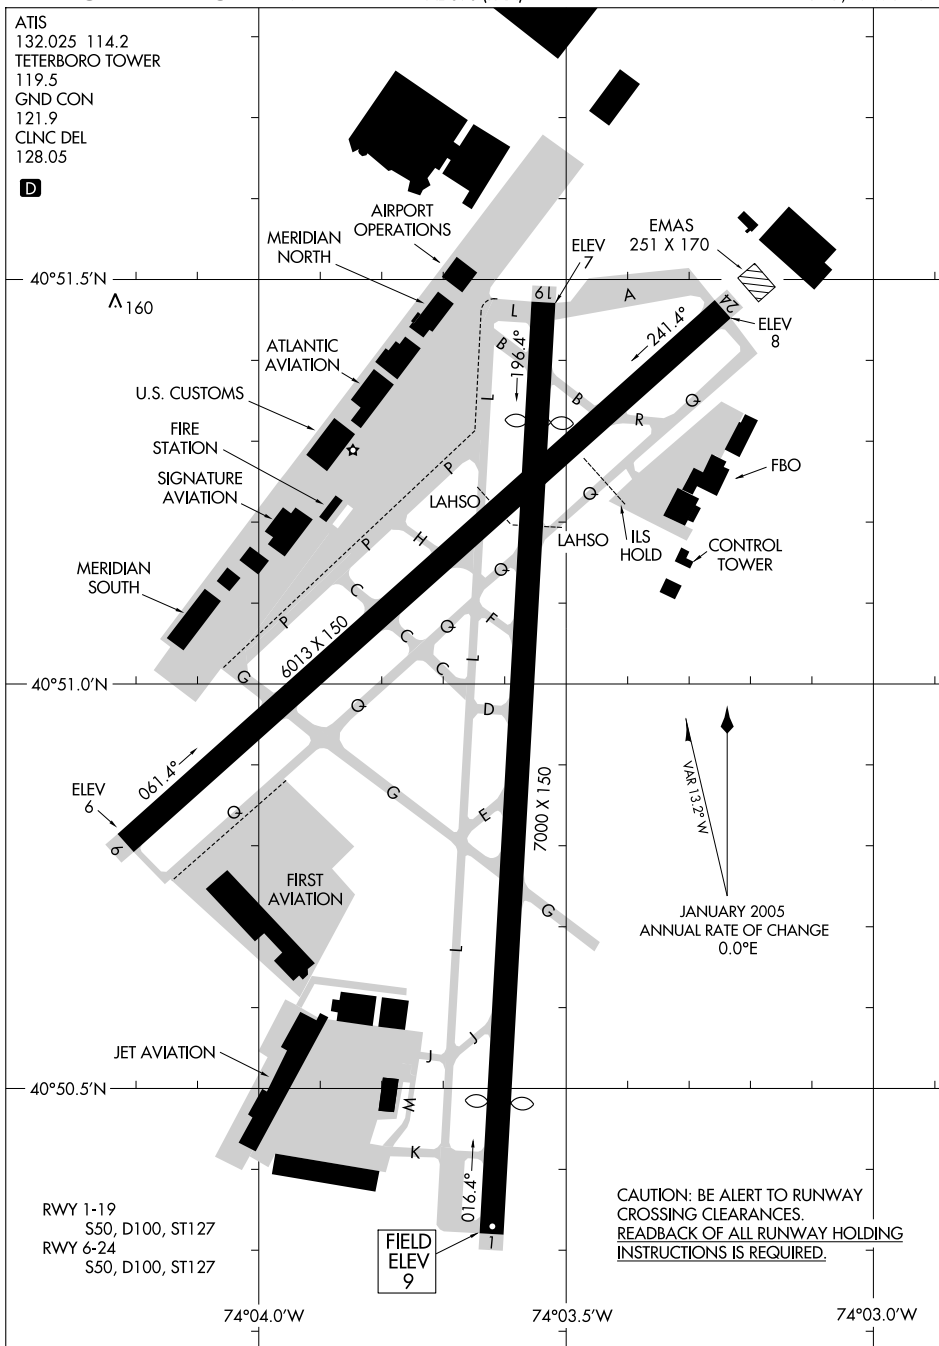 ATIS
132.025 114.2
TETERBORO TOWER
119.5
GND CON
121.9
CLNC DEL
128.05
D
AIRPORT
OPERATIONS
MERIDIAN
NORTH
EMAS
251 X 170
ELEV
7
40°51.5'N
160
19
A
24
ELEV
8
L
B
196.4°
241.4°
ATLANTIC
AVIATION
U.S. CUSTOMS
L
B
R
Q
FIRE
STATION
SIGNATURE
AVIATION
P
FBO
LAHSO
Q
LAHSO
ILS
HOLD
CONTROL
TOWER
P
H
MERIDIAN
SOUTH
Q
C
P
C
Q
F
6013 X 150
G
C
L
40°51.0'N
Q
D
061.4°
ELEV
6
6
Q
G
E
7000 X 150
VAR 13.2° W
FIRST
AVIATION
G
L
JANUARY 2005
ANNUAL RATE OF CHANGE
0.0°E
JET AVIATION
J
J
40°50.5'N
M
K
016.4°
RWY 1-19
S50, D100, ST127
RWY 6-24
S50, D100, ST127
1
FIELD
ELEV
9
CAUTION: BE ALERT TO RUNWAY
CROSSING CLEARANCES.
READBACK OF ALL RUNWAY HOLDING
INSTRUCTIONS IS REQUIRED.
74°04.0'W
74°03.5'W
74°03.0'W